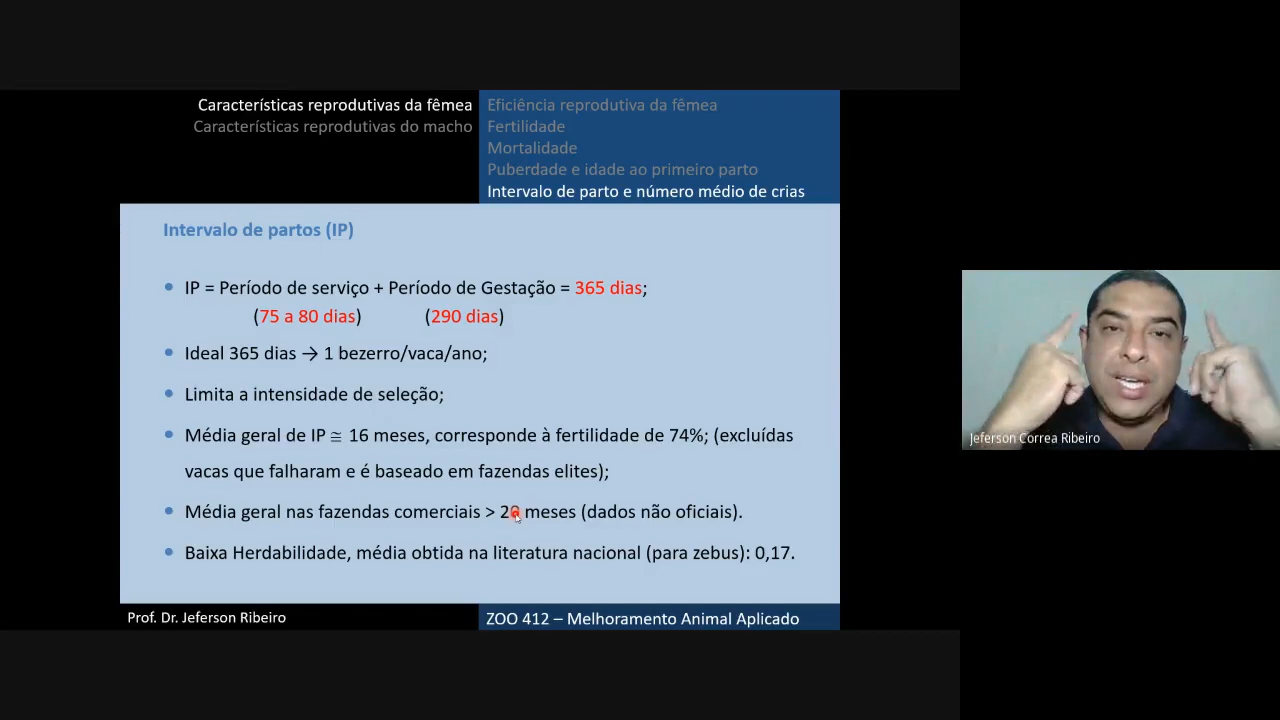 Características reprodutivas da fêmea
Características reprodutivas do macho
Eficiência reprodutiva da fêmea
Fertilidade
Mortalidade
Puberdade e idade ao primeiro parto
Intervalo de parto e número médio de crias
Intervalo de partos (IP)
• IP = Período de serviço + Período de Gestação = 365 dias;
(75 a 80 dias) (290 dias)
• Ideal 365 dias → 1 bezerro/vaca/ano;
• Limita a intensidade de seleção;
• Média geral de IP ≅ 16 meses, corresponde à fertilidade de 74%; (excluídas
vacas que falharam e é baseado em fazendas elites);
• Média geral nas fazendas comerciais > 20 meses (dados não oficiais).
• Baixa Herdabilidade, média obtida na literatura nacional (para zebus): 0,17.
Prof. Dr. Jeferson Ribeiro
ZOO 412 – Melhoramento Animal Aplicado
Jeferson Correa Ribeiro